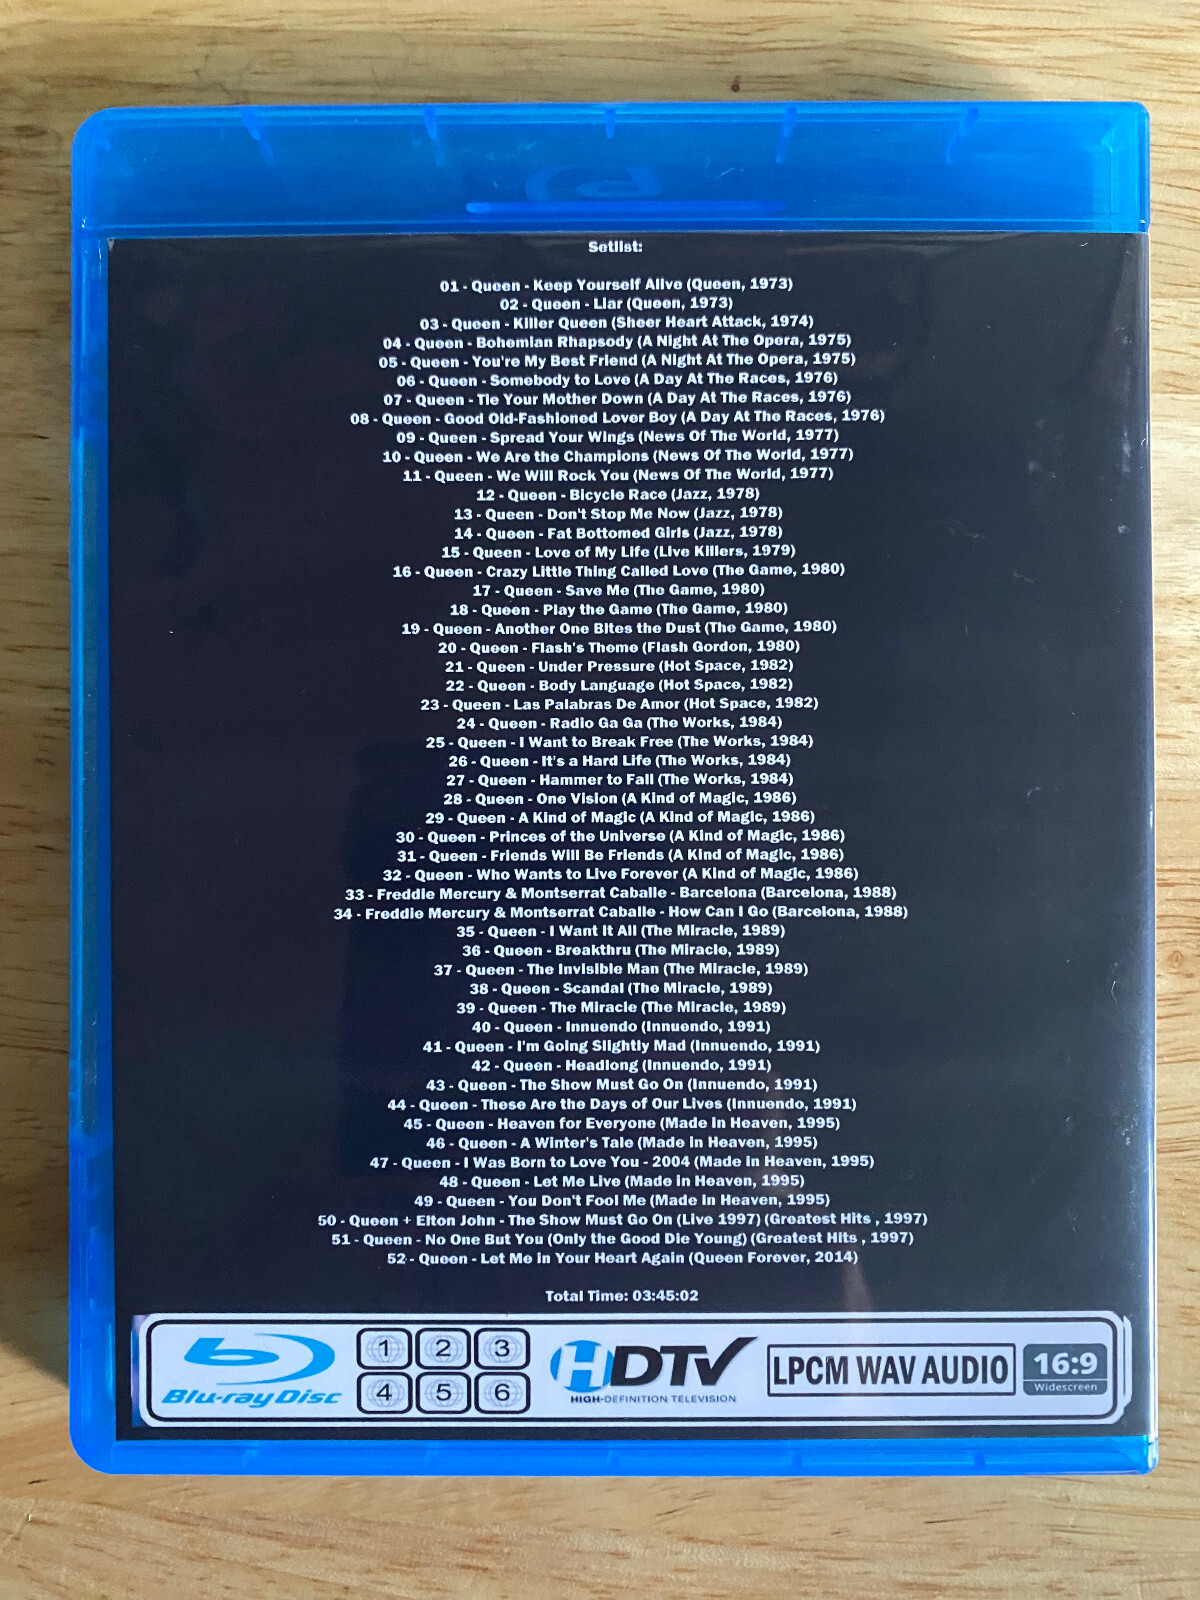 Setlist:
01 - Queen - Keep Yourself Alive (Queen, 1973)
02 - Queen - Liar (Queen, 1973)
03 - Queen - Killer Queen (Sheer Heart Attack, 1974)
04 - Queen - Bohemian Rhapsody (A Night At The Opera, 1975)
05 - Queen - You're My Best Friend (A Night At The Opera, 1975)
06 - Queen - Somebody to Love (A Day At The Races, 1976)
07 - Queen - Tie Your Mother Down (A Day At The Races, 1976)
08 - Queen - Good Old-Fashioned Lover Boy (A Day At The Races, 1976)
09 - Queen - Spread Your Wings (News Of The World, 1977)
10 - Queen - We Are the Champions (News Of The World, 1977)
11 - Queen - We Will Rock You (News Of The World, 1977)
12 - Queen - Bicycle Race (Jazz, 1978)
13 - Queen - Don't Stop Me Now (Jazz, 1978)
14 - Queen - Fat Bottomed Girls (Jazz, 1978)
15 - Queen - Love of My Life (Live Killers, 1979)
16 - Queen - Crazy Little Thing Called Love (The Game, 1980)
17 - Queen - Save Me (The Game, 1980)
18 - Queen - Play the Game (The Game, 1980)
19 - Queen - Another One Bites the Dust (The Game, 1980)
20 - Queen - Flash's Theme (Flash Gordon, 1980)
21 - Queen - Under Pressure (Hot Space, 1982)
22 - Queen - Body Language (Hot Space, 1982)
23 - Queen - Las Palabras De Amor (Hot Space, 1982)
24 - Queen - Radio Ga Ga (The Works, 1984)
25 - Queen - I Want to Break Free (The Works, 1984)
26 - Queen - It's a Hard Life (The Works, 1984)
27 - Queen - Hammer to Fall (The Works, 1984)
28 - Queen - One Vision (A Kind of Magic, 1986)
29 - Queen - A Kind of Magic (A Kind of Magic, 1986)
30 - Queen - Princes of the Universe (A Kind of Magic, 1986)
31 - Queen - Friends Will Be Friends (A Kind of Magic, 1986)
32 - Queen - Who Wants to Live Forever (A Kind of Magic, 1986)
33 - Freddie Mercury & Montserrat Caballe - Barcelona (Barcelona, 1988)
34 - Freddie Mercury & Montserrat Caballe - How Can I Go (Barcelona, 1988)
35 - Queen - I Want It All (The Miracle, 1989)
36 - Queen - Breakthru (The Miracle, 1989)
37 - Queen - The Invisible Man (The Miracle, 1989)
38 - Queen - Scandal (The Miracle, 1989)
39 - Queen - The Miracle (The Miracle, 1989)
40 - Queen - Innuendo (Innuendo, 1991)
41 - Queen - I'm Going Slightly Mad (Innuendo, 1991)
42 - Queen - Headlong (Innuendo, 1991)
43 - Queen - The Show Must Go On (Innuendo, 1991)
44 - Queen - These Are the Days of Our Lives (Innuendo, 1991)
45 - Queen - Heaven for Everyone (Made in Heaven, 1995)
46 - Queen - A Winter's Tale (Made in Heaven, 1995)
47 - Queen - I Was Born to Love You - 2004 (Made in Heaven, 1995)
48 - Queen - Let Me Live (Made in Heaven, 1995)
49 - Queen - You Don't Fool Me (Made in Heaven, 1995)
50 - Queen + Elton John - The Show Must Go On (Live 1997) (Greatest Hits , 1997)
51 - Queen - No One But You (Only the Good Die Young) (Greatest Hits , 1997)
52 - Queen - Let Me in Your Heart Again (Queen Forever, 2014)
Total Time: 03:45:02
Blu-ray Disc
1 2 3
4 5 6
HDTV
HIGH-DEFINITION TELEVISION
LPCM WAV AUDIO
16:9
Widescreen